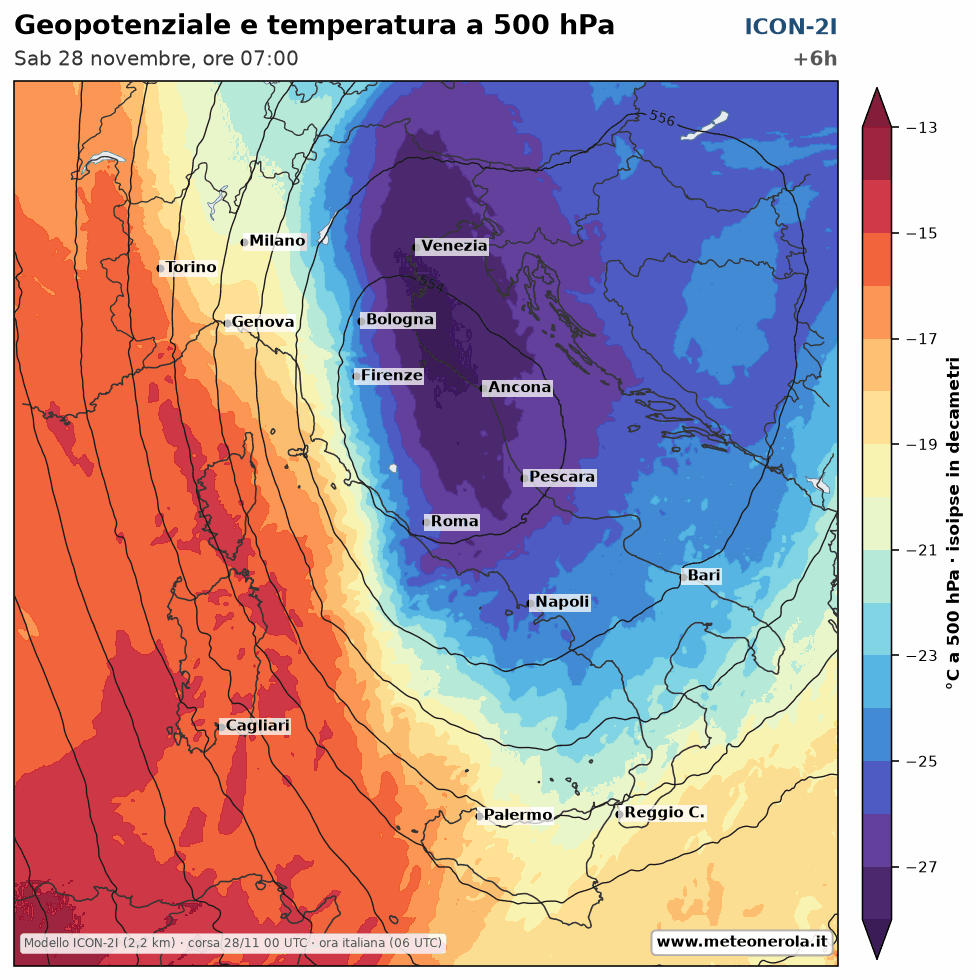 Geopotenziale e temperatura a 500 hPa
ICON-2I
Sab 28 novembre, ore 07:00
+6h
556
−13
−15
−17
−19
−21
−23
−25
−27
°C a 500 hPa · isoipse in decametri
Milano
Venezia
Torino
554
Genova
Bologna
Firenze
Ancona
Pescara
Roma
Bari
Napoli
Cagliari
Palermo
Reggio C.
Modello ICON-2I (2,2 km) · corsa 28/11 00 UTC · ora italiana (06 UTC)
www.meteonerola.it